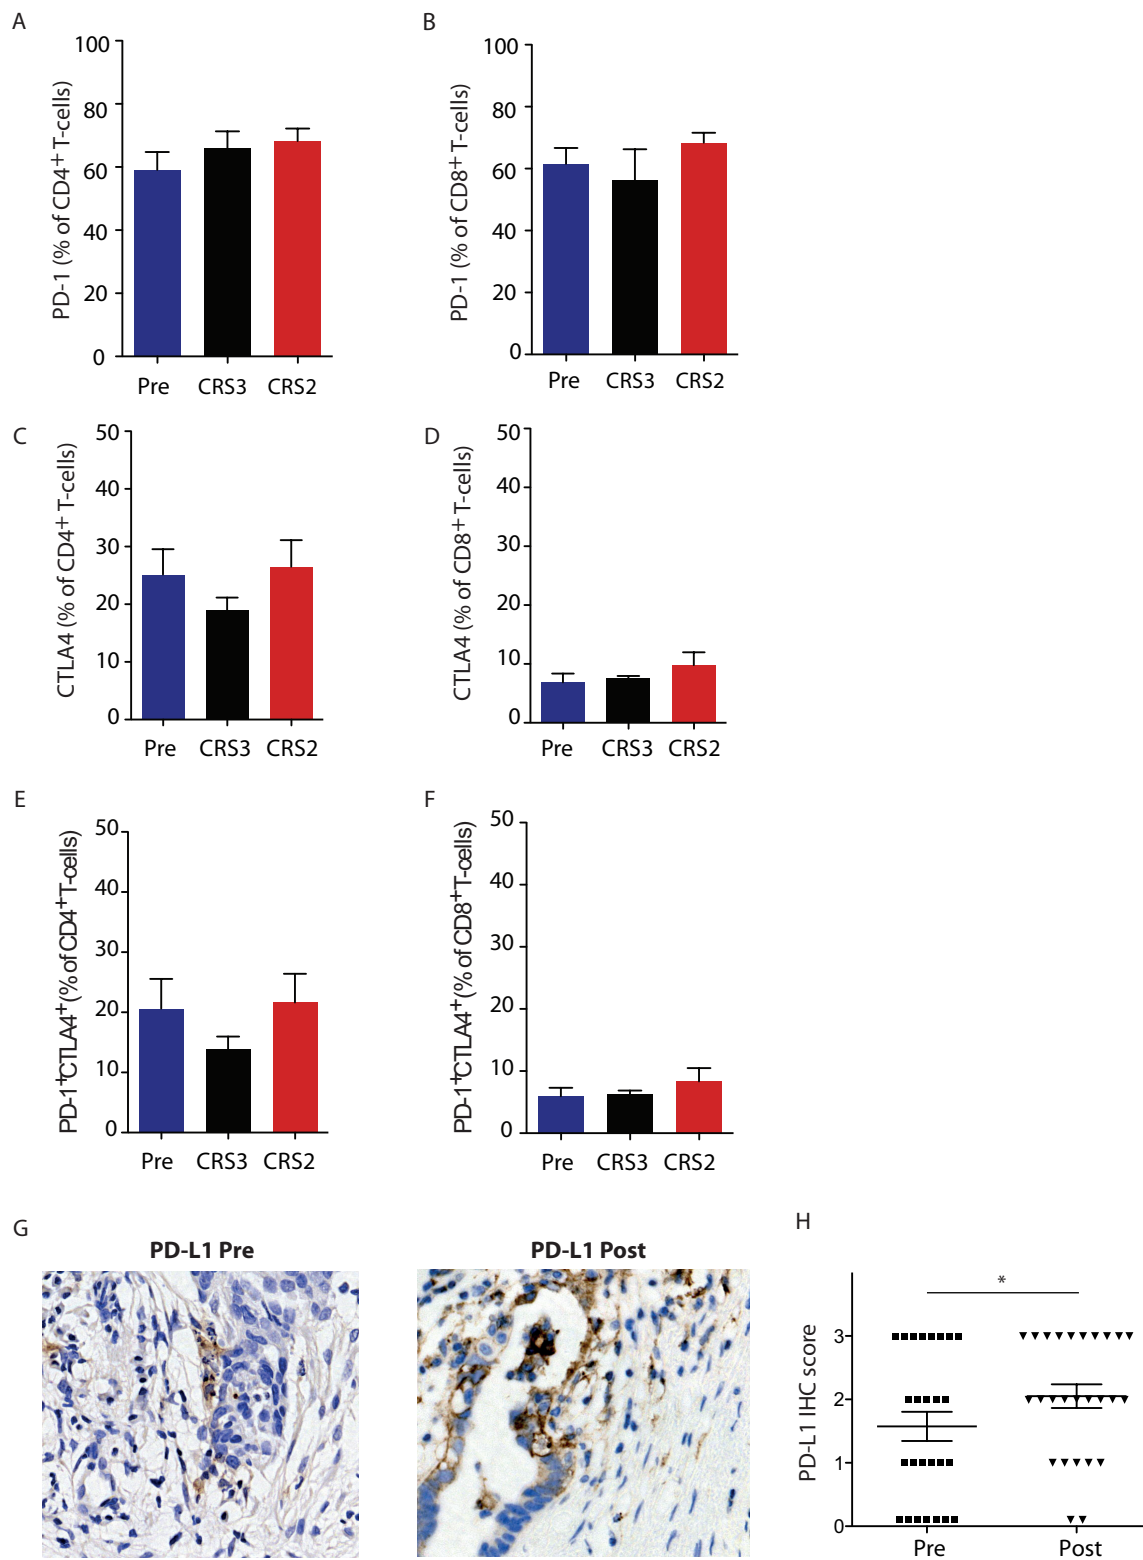 A
PD-1 (% of CD4+ T-cells)
100
80
60
40
20
0
Pre CRS3 CRS2
B
PD-1 (% of CD8+ T-cells)
100
80
60
40
20
0
Pre CRS3 CRS2
C
CTLA4 (% of CD4+ T-cells)
50
40
30
20
10
0
Pre CRS3 CRS2
D
CTLA4 (% of CD8+ T-cells)
50
40
30
20
10
0
Pre CRS3 CRS2
E
PD-1+CTLA4+(% of CD4+T-cells)
50
40
30
20
10
0
Pre CRS3 CRS2
F
PD-1+CTLA4+(% of CD8+T-cells)
50
40
30
20
10
0
Pre CRS3 CRS2
G
PD-L1 Pre
PD-L1 Post
H
*
PD-L1 IHC score
3
2
1
0
Pre Post